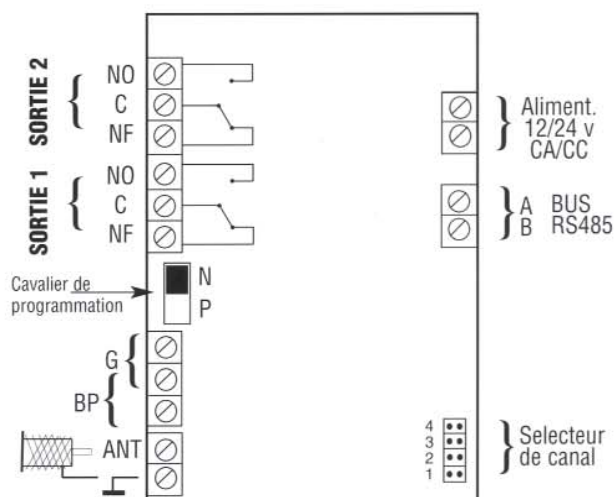 SORTIE 2
NO
C
NF
SORTIE 1
NO
C
NF
Cavalier de
programmation
N
P
G
BP
ANT
Aliment.
12/24 v
CA/CC
A BUS
B RS485
4
3
2
1
Selecteur
de canal